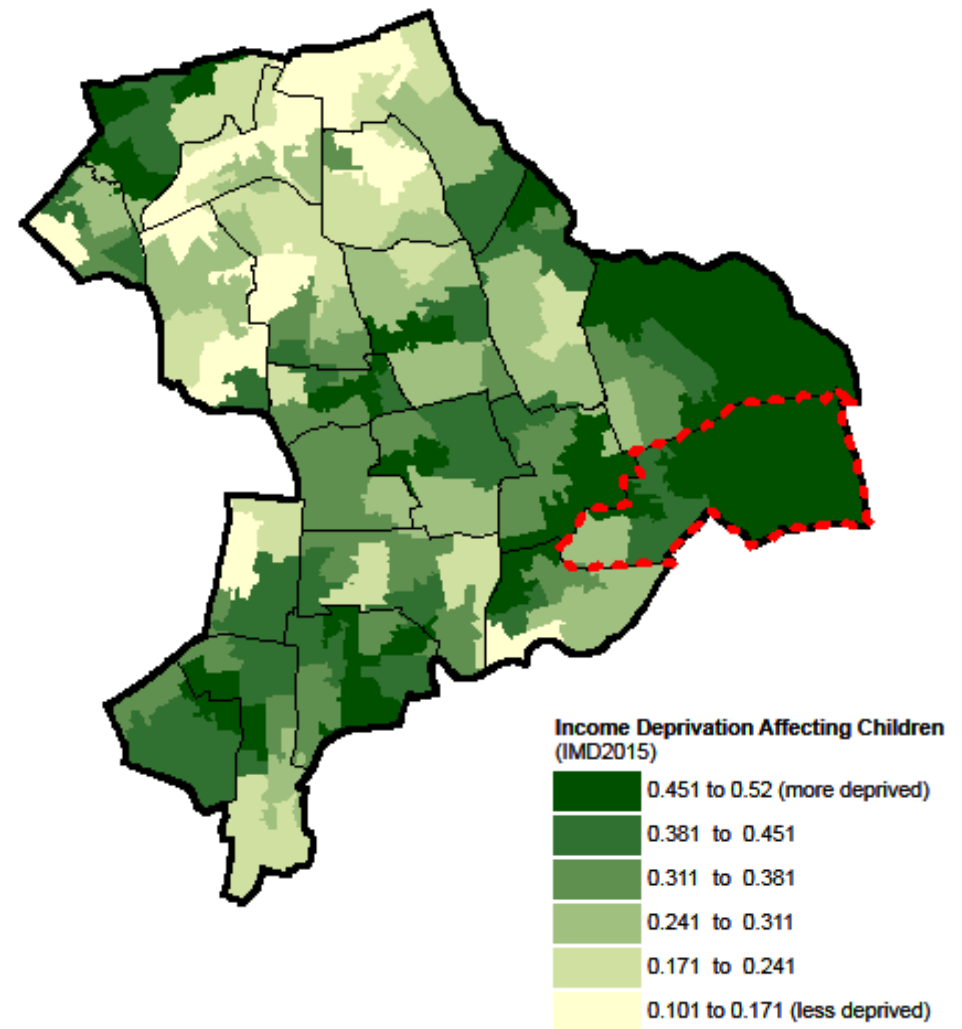 Income Deprivation Affecting Children
(IMD2015)
0.451 to 0.52 (more deprived)
0.381 to 0.451
0.311 to 0.381
0.241 to 0.311
0.171 to 0.241
0.101 to 0.171 (less deprived)